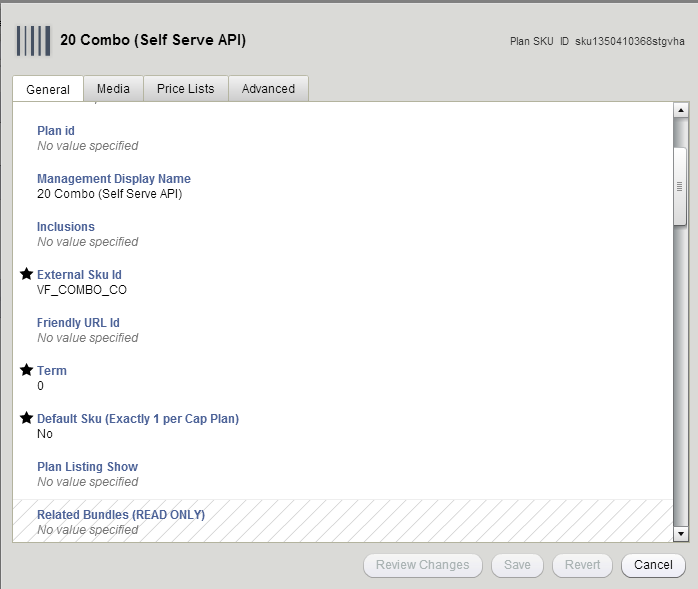 20 Combo (Self Serve API)
Plan SKU ID sku1350410368stgvha
General Media Price Lists Advanced
Plan id
No value specified
Management Display Name
20 Combo (Self Serve API)
Inclusions
No value specified
External Sku Id
VF_COMBO_CO
Friendly URL Id
No value specified
Term
0
Default Sku (Exactly 1 per Cap Plan)
No
Plan Listing Show
No value specified
Related Bundles (READ ONLY)
No value specified
Review Changes Save Revert Cancel